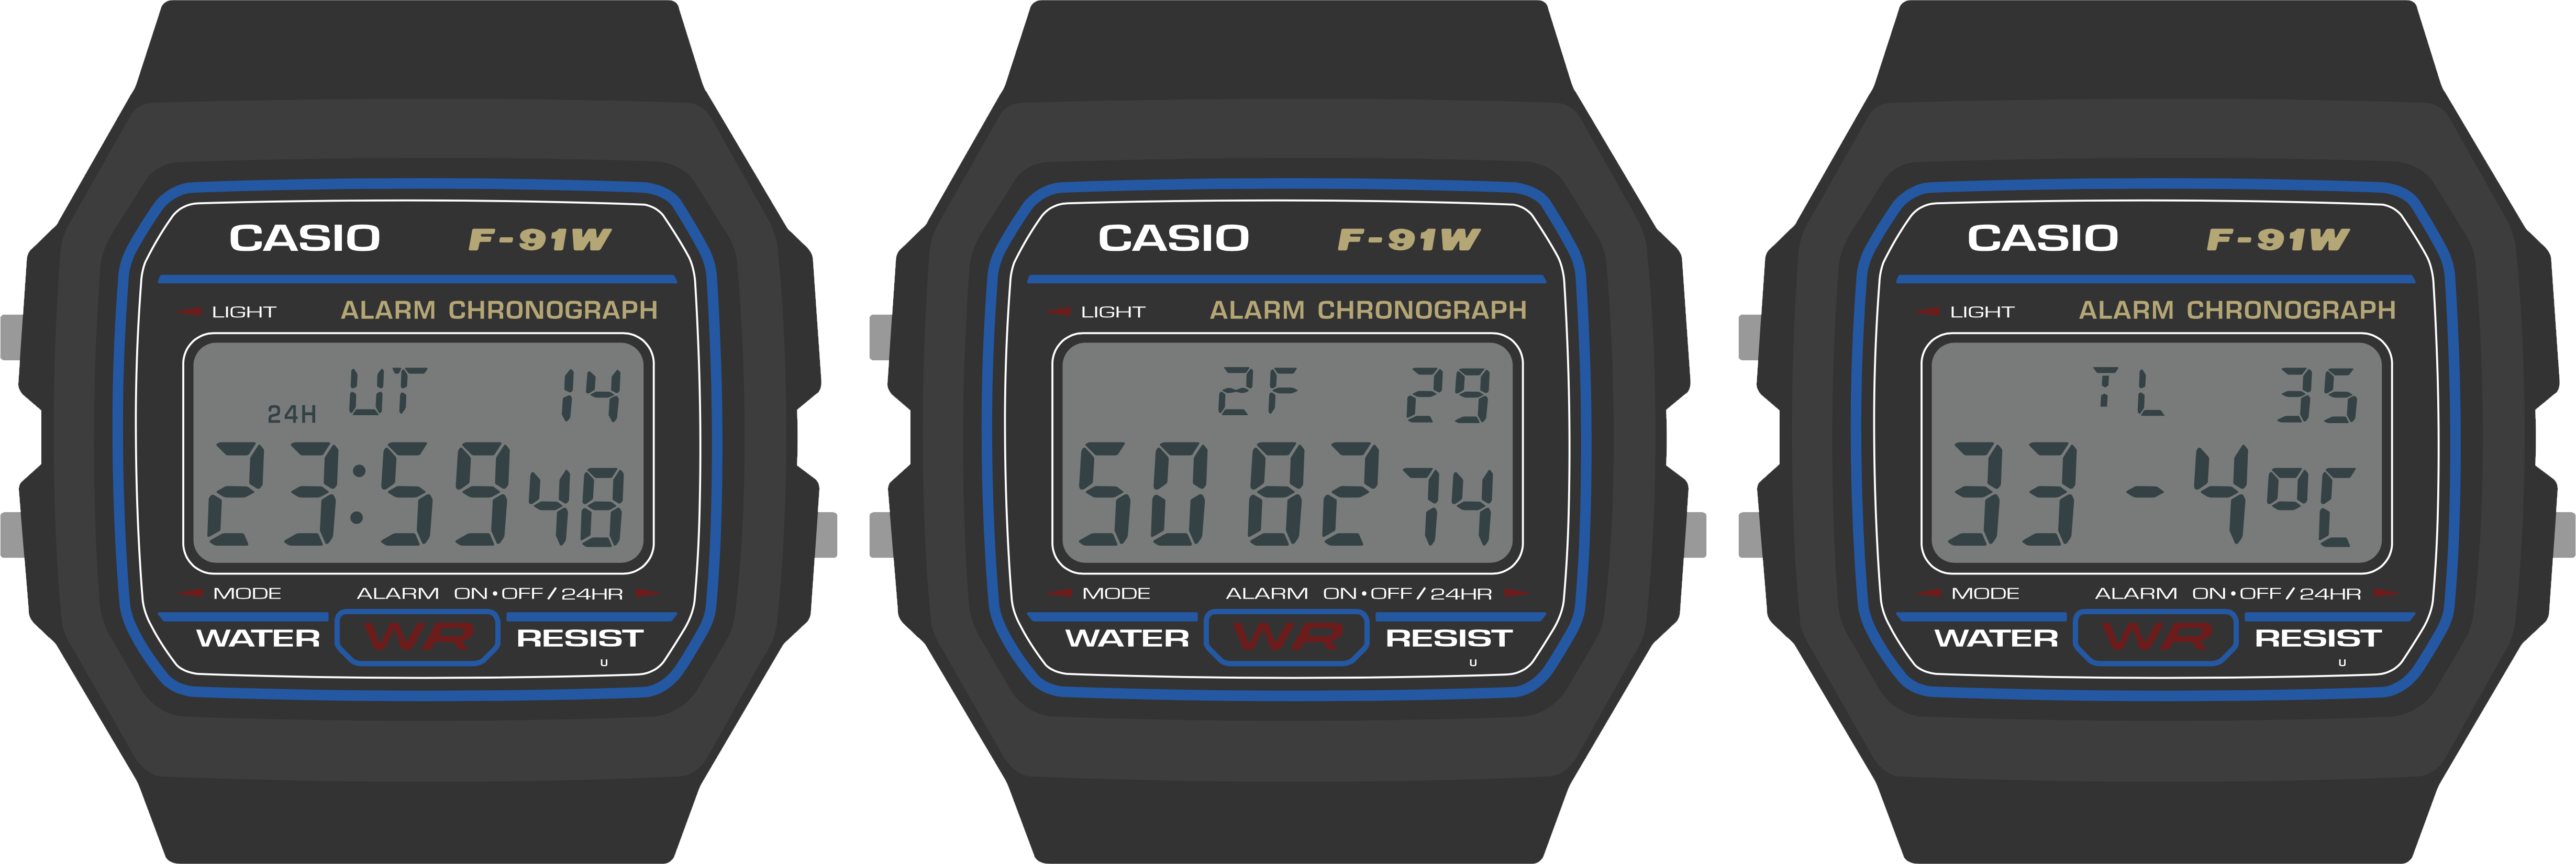 CASIO F-91W
LIGHT ALARM CHRONOGRAPH
UT 14
24H
23:59 48
MODE ALARM ON•OFF/24HR
WATER WR RESIST
U
CASIO F-91W
LIGHT ALARM CHRONOGRAPH
2F 29
50 82 74
MODE ALARM ON•OFF/24HR
WATER WR RESIST
U
CASIO F-91W
LIGHT ALARM CHRONOGRAPH
TL 35
33 -4°C
MODE ALARM ON•OFF/24HR
WATER WR RESIST
U